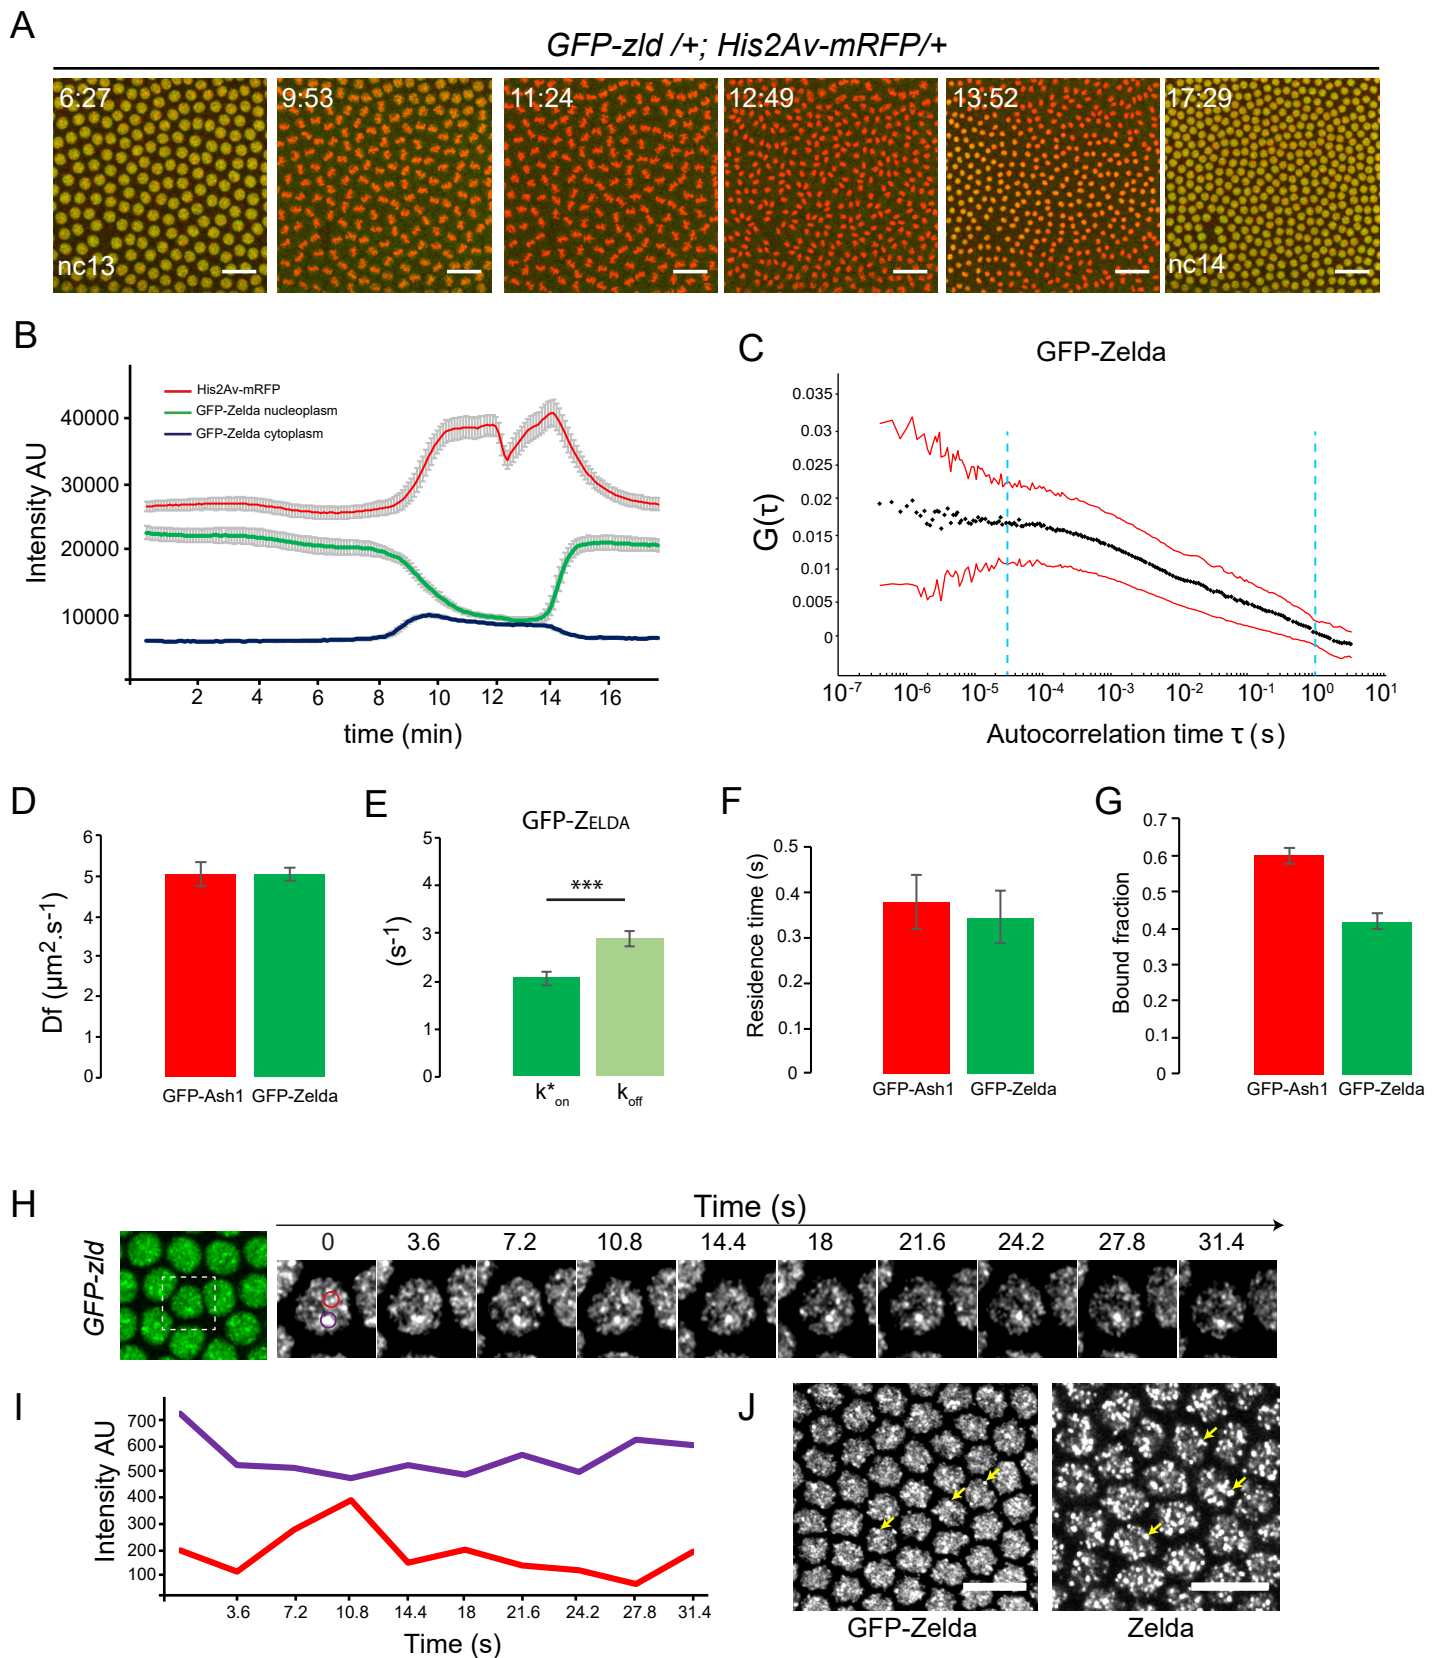 A
GFP-zld /+; His2Av-mRFP/+
6:27
9:53
11:24
12:49
13:52
17:29
nc13
nc14
B
His2Av-mRFP
GFP-Zelda nucleoplasm
GFP-Zelda cytoplasm
Intensity AU
40000
30000
20000
10000
2
4
6
8
10
12
14
16
time (min)
C
GFP-Zelda
G(τ)
0.035
0.03
0.025
0.02
0.015
0.01
0.005
0
10-7
10-6
10-5
10-4
10-3
10-2
10-1
100
101
Autocorrelation time τ (s)
D
Df (μm2.s-1)
6
5
4
3
2
1
0
GFP-Ash1
GFP-Zelda
E
GFP-ZELDA
(s-1)
5
4
3
2
1
0
***
k*on
koff
F
Residence time (s)
0.5
0.4
0.3
0.2
0.1
0
GFP-Ash1
GFP-Zelda
G
Bound fraction
0.7
0.6
0.5
0.4
0.3
0.2
0.1
0
GFP-Ash1
GFP-Zelda
H
Time (s)
GFP-zld
0
3.6
7.2
10.8
14.4
18
21.6
24.2
27.8
31.4
I
Intensity AU
700
600
500
400
300
200
100
3.6
7.2
10.8
14.4
18
21.6
24.2
27.8
31.4
Time (s)
J
GFP-Zelda
Zelda